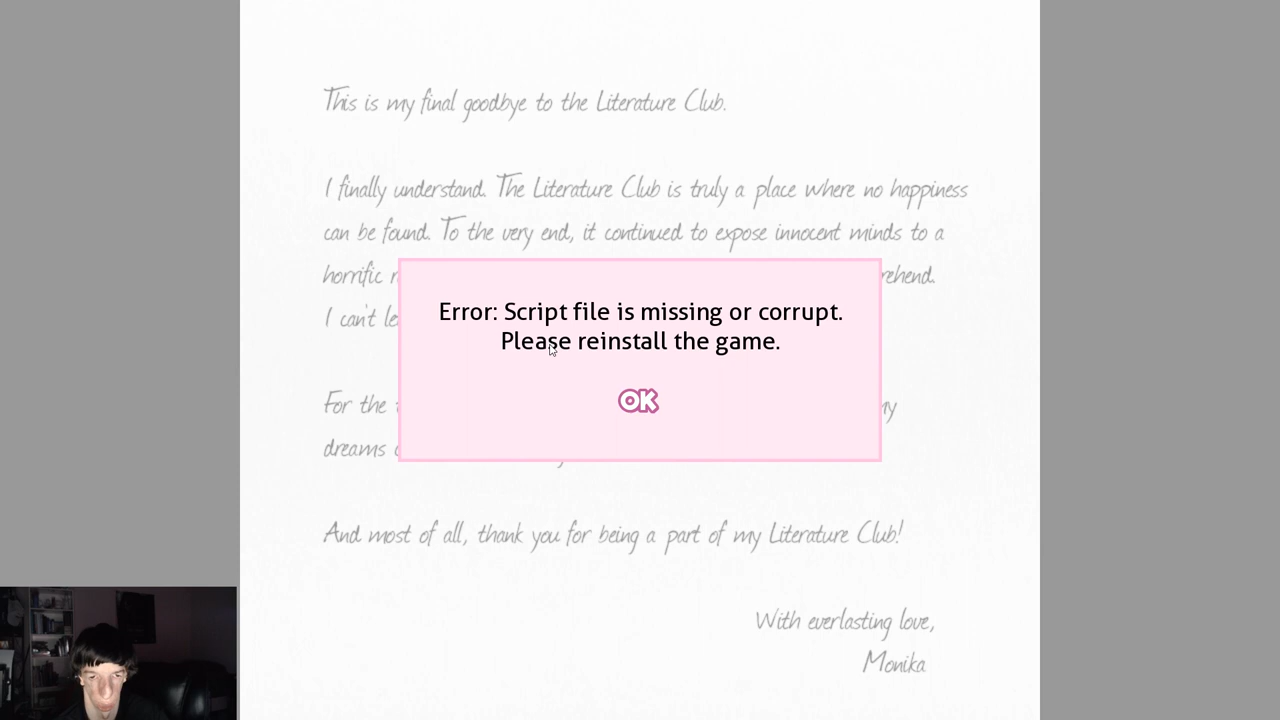 This is my final goodbye to the Literature Club.
I finally understand. The Literature Club is truly a place where no happiness
can be found. To the very end, it continued to expose innocent minds to a
horrific
I can't
For the
dreams
Error: Script file is missing or corrupt.
Please reinstall the game.
OK
And most of all, thank you for being a part of my Literature Club!
With everlasting love,
Monika